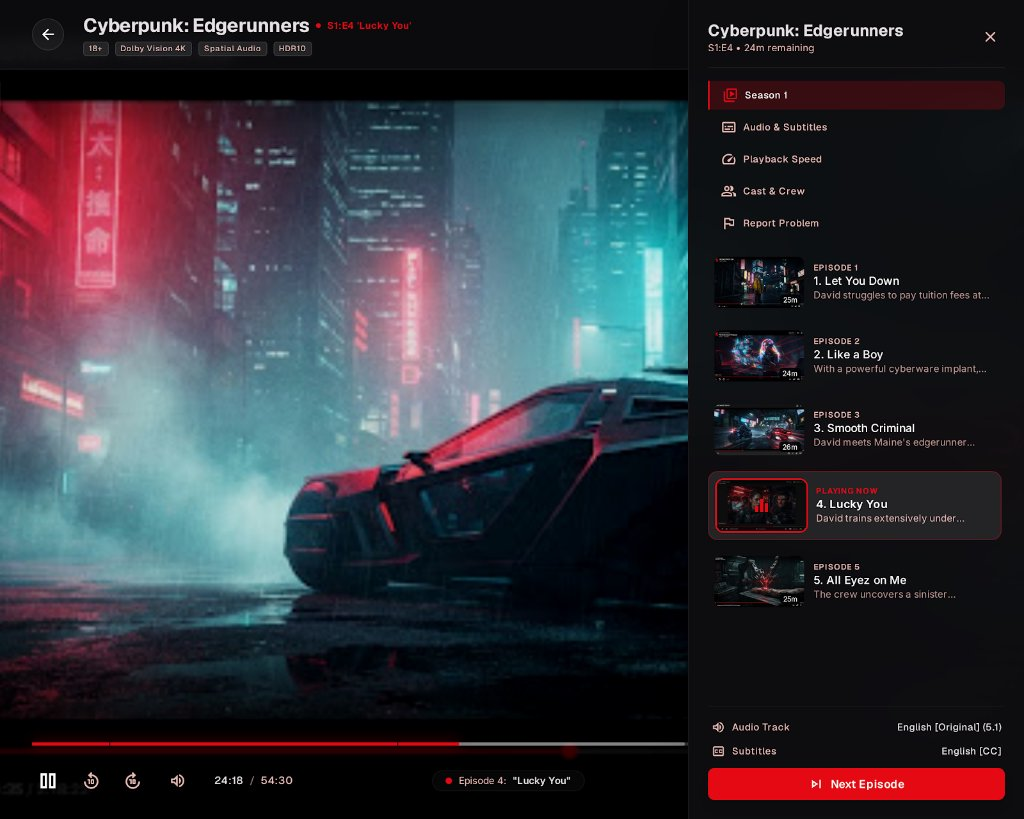 Cyberpunk: Edgerunners • S1:E4 'Lucky You'
18+ Dolby Vision 4K Spatial Audio HDR10
Cyberpunk: Edgerunners
S1:E4 • 24m remaining
Season 1
Audio & Subtitles
Playback Speed
Cast & Crew
Report Problem
EPISODE 1
1. Let You Down
David struggles to pay tuition fees at...
25m
EPISODE 2
2. Like a Boy
With a powerful cyberware implant,...
24m
EPISODE 3
3. Smooth Criminal
David meets Maine's edgerunner...
26m
PLAYING NOW
4. Lucky You
David trains extensively under...
EPISODE 5
5. All Eyez on Me
The crew uncovers a sinister...
25m
Audio Track English [Original] (5.1)
Subtitles English [CC]
Next Episode
10 10 24:18 / 54:30 Episode 4: "Lucky You"